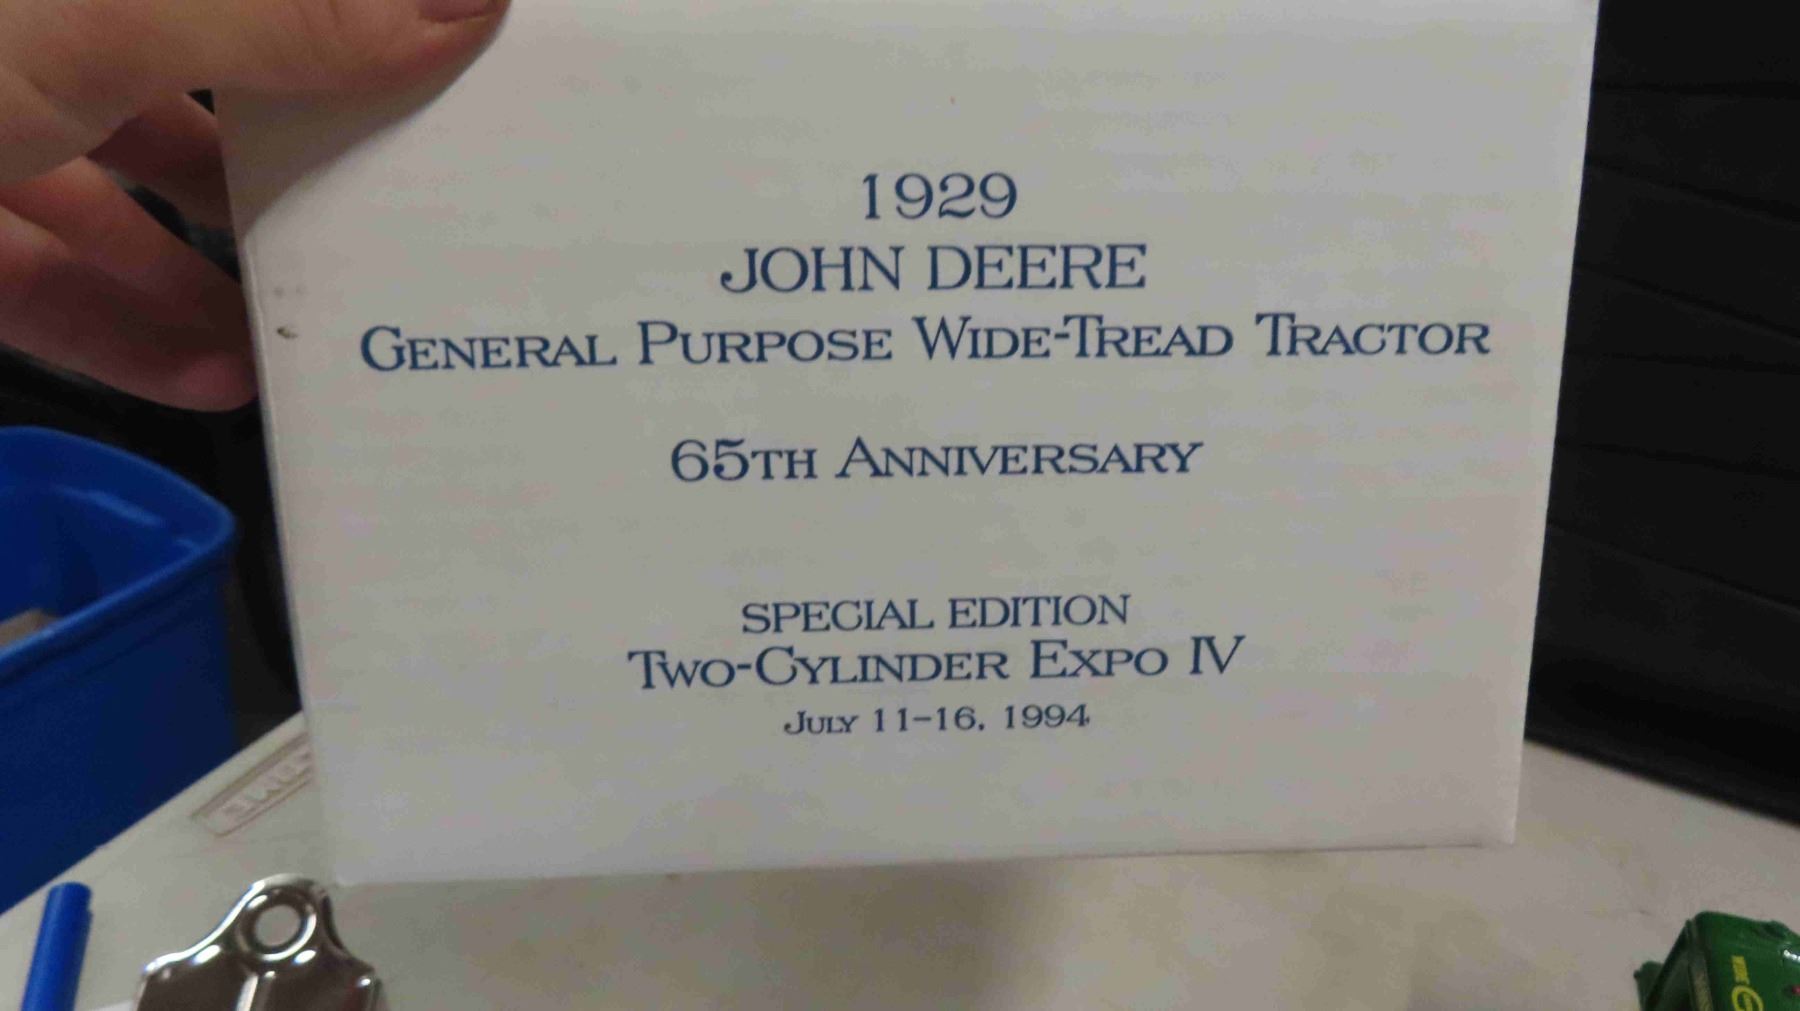 1929
JOHN DEERE
GENERAL PURPOSE WIDE-TREAD TRACTOR
65TH ANNIVERSARY
SPECIAL EDITION
TWO-CYLINDER EXPO IV
JULY 11-16, 1994